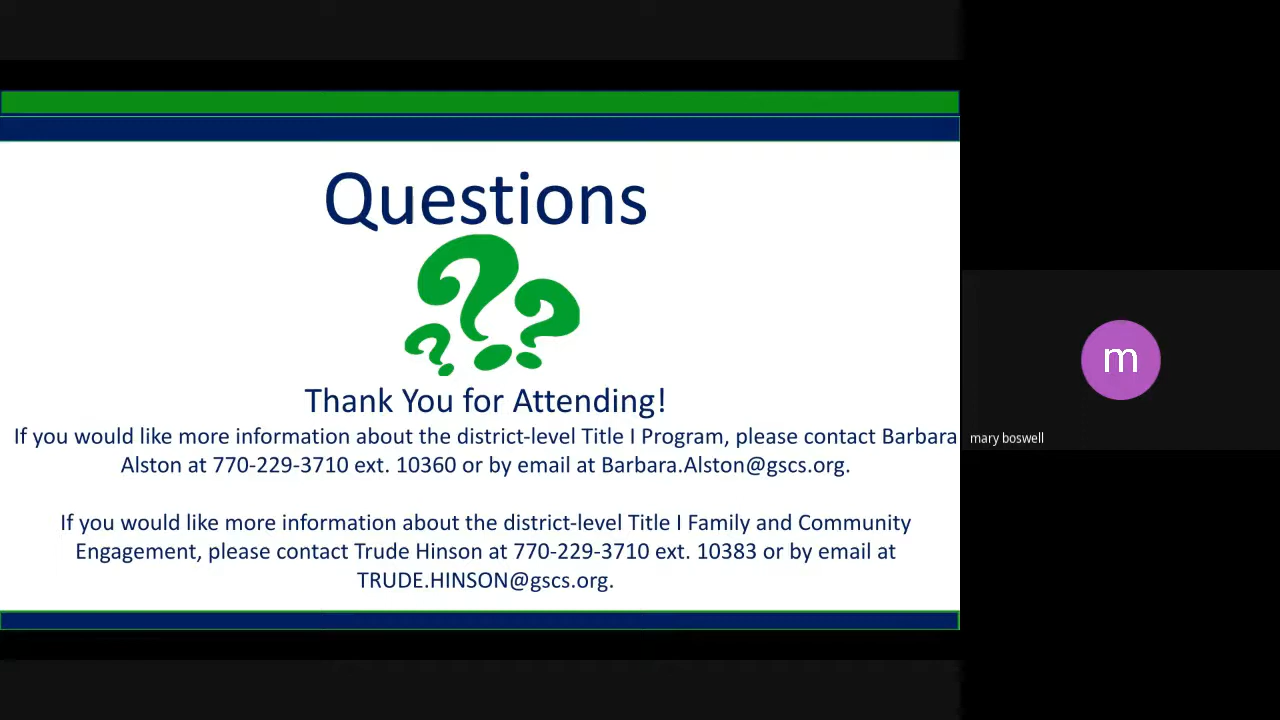 Questions
Thank You for Attending!
If you would like more information about the district-level Title I Program, please contact Barbara
Alston at 770-229-3710 ext. 10360 or by email at Barbara.Alston@gscs.org.
If you would like more information about the district-level Title I Family and Community
Engagement, please contact Trude Hinson at 770-229-3710 ext. 10383 or by email at
TRUDE.HINSON@gscs.org.
m
mary boswell